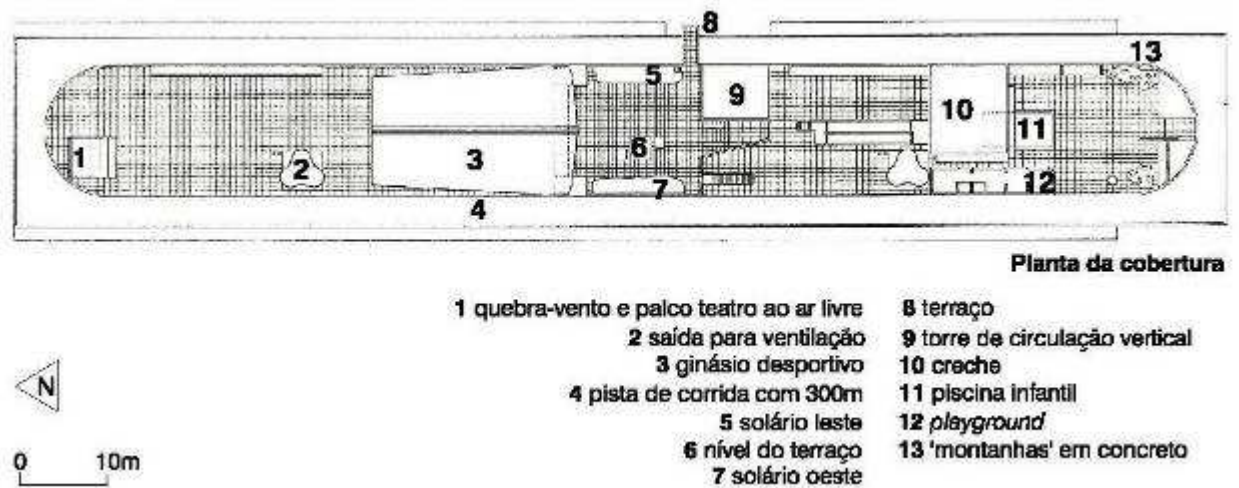 8
13
5
9
10
11
1
2
3
6
7
12
4
Planta da cobertura
1 quebra-vento e palco teatro ao ar livre
2 saída para ventilação
3 ginásio desportivo
4 pista de corrida com 300m
5 solário leste
6 nível do terraço
7 solário oeste
8 terraço
9 torre de circulação vertical
10 creche
11 piscina infantil
12 playground
13 'montanhas' em concreto
N
0 10m